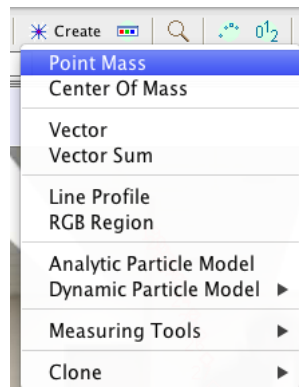 Create 012
Point Mass
Center Of Mass
Vector
Vector Sum
Line Profile
RGB Region
Analytic Particle Model
Dynamic Particle Model
Measuring Tools
Clone